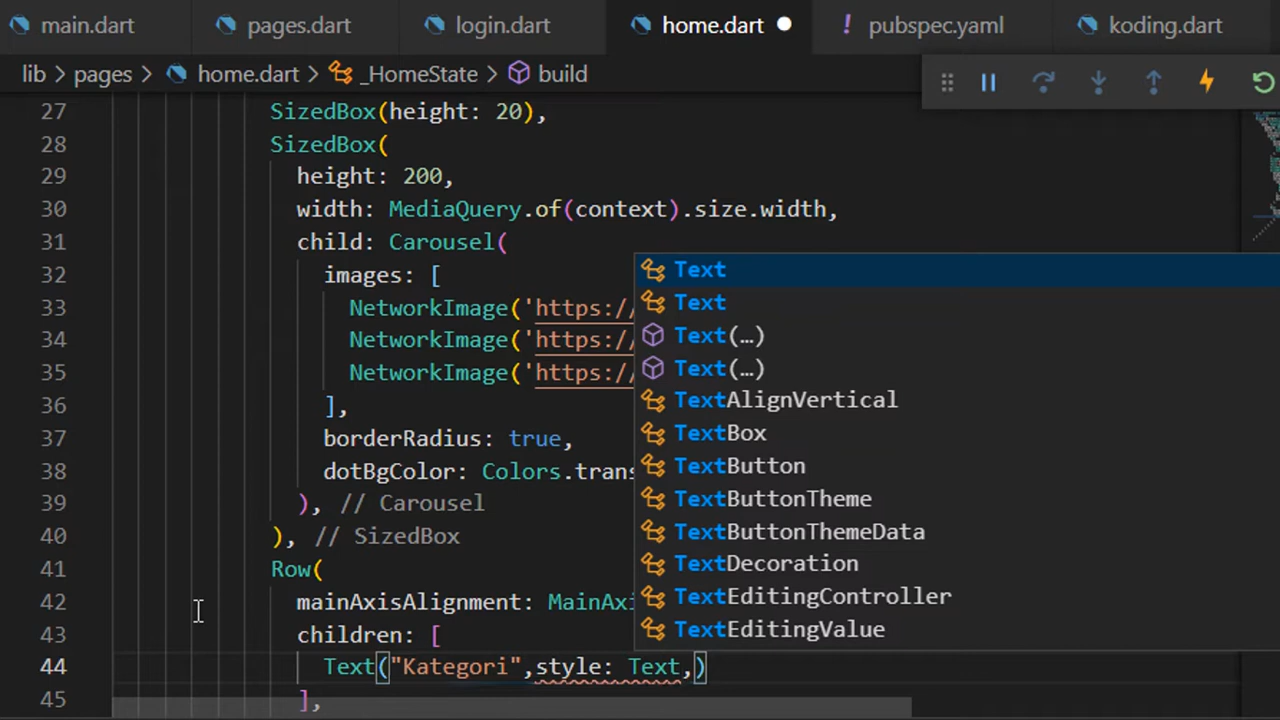 main.dart pages.dart login.dart home.dart pubspec.yaml koding.dart
lib > pages > home.dart > _HomeState > build
27 SizedBox(height: 20),
28 SizedBox(
29 height: 200,
30 width: MediaQuery.of(context).size.width,
31 child: Carousel(
32 images: [
33 NetworkImage('https://
34 NetworkImage('https://
35 NetworkImage('https://
36 ],
37 borderRadius: true,
38 dotBgColor: Colors.trans
39 ), // Carousel
40 ), // SizedBox
41 Row(
42 mainAxisAlignment: MainAxi
43 children: [
44 Text("Kategori",style: Text,)
45 ],
Text
Text
Text(…)
Text(…)
TextAlignVertical
TextBox
TextButton
TextButtonTheme
TextButtonThemeData
TextDecoration
TextEditingController
TextEditingValue